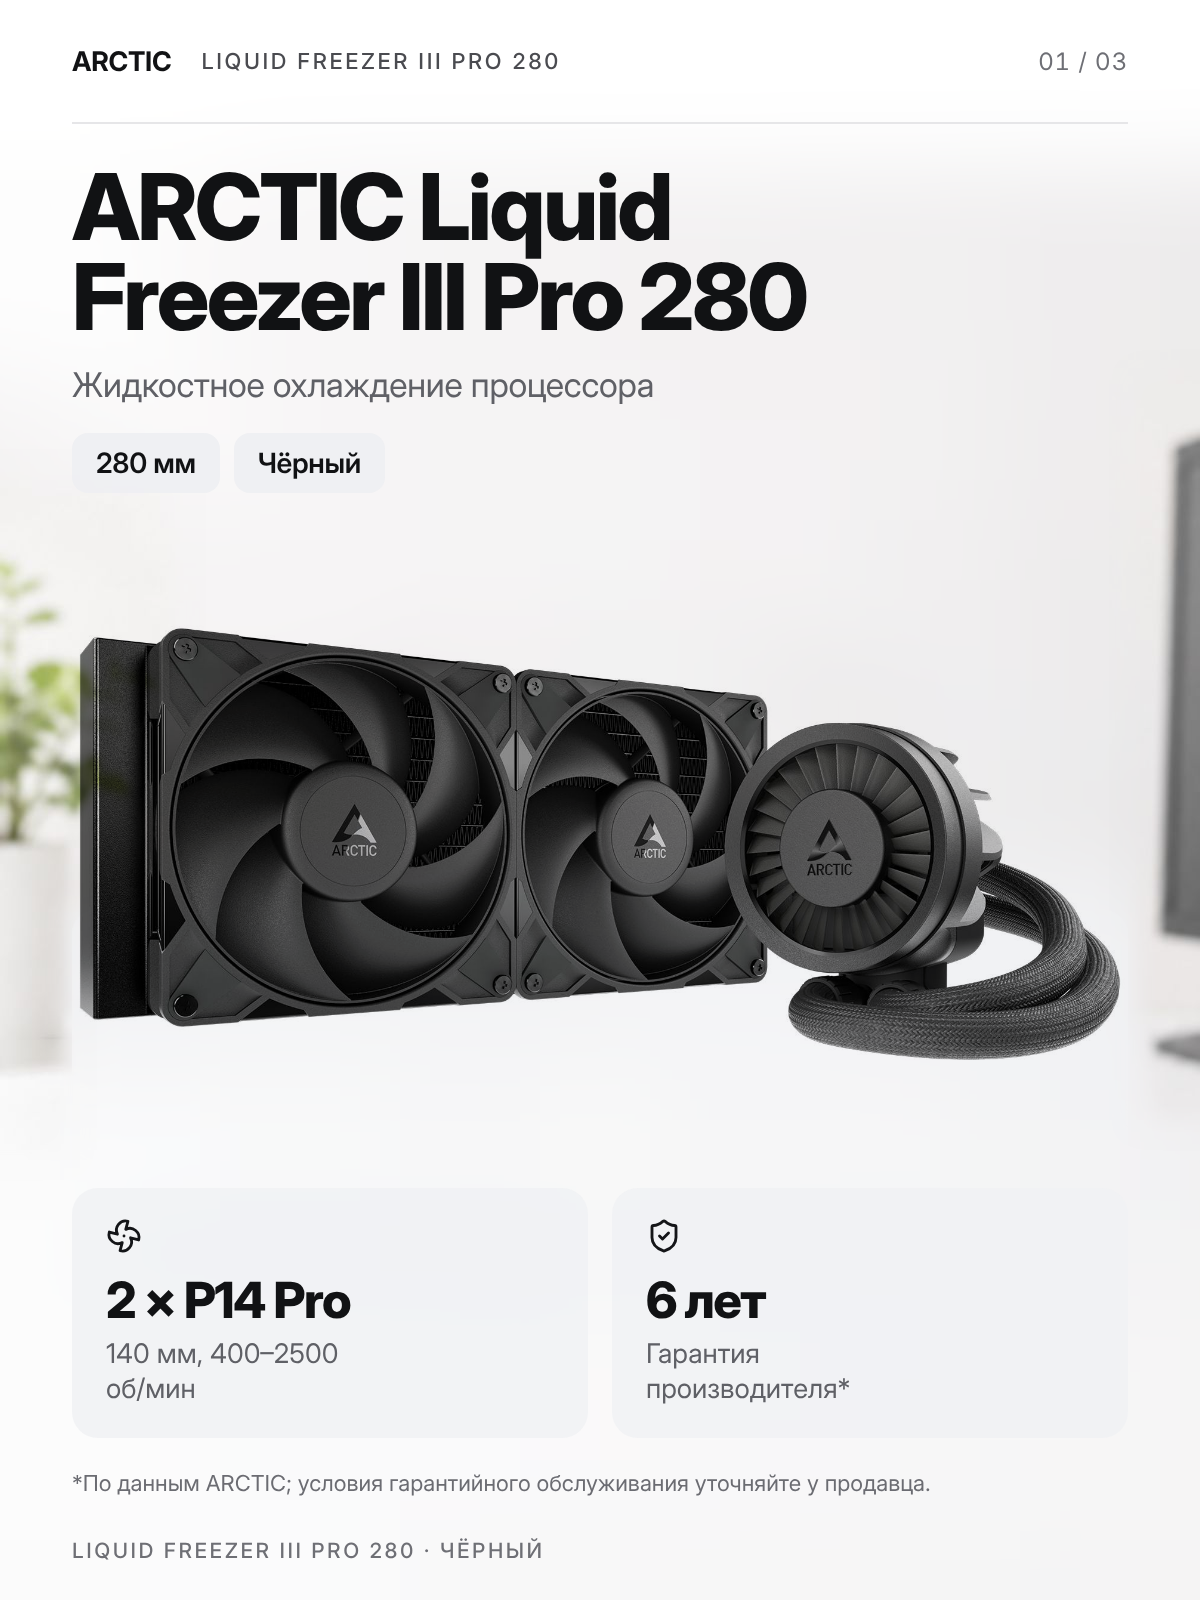 ARCTIC LIQUID FREEZER III PRO 280 01 / 03
ARCTIC Liquid
Freezer III Pro 280
Жидкостное охлаждение процессора
280 мм Чёрный
ARCTIC
ARCTIC
ARCTIC
2 × P14 Pro
140 мм, 400–2500
об/мин
6 лет
Гарантия
производителя*
*По данным ARCTIC; условия гарантийного обслуживания уточняйте у продавца.
LIQUID FREEZER III PRO 280 · ЧЁРНЫЙ